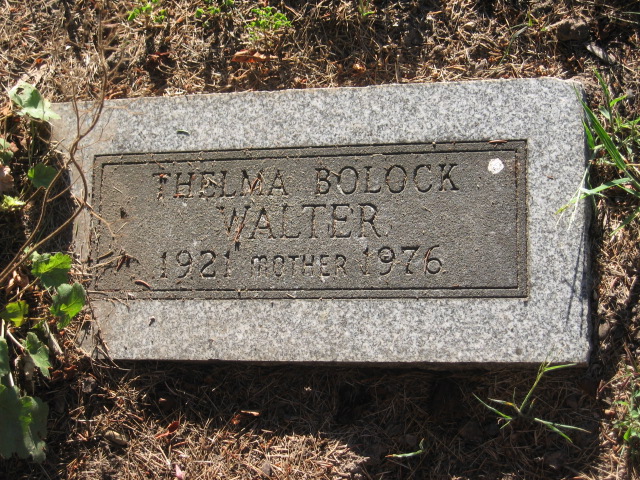 THELMA BOLOCK
WALTER
1921 MOTHER 1976